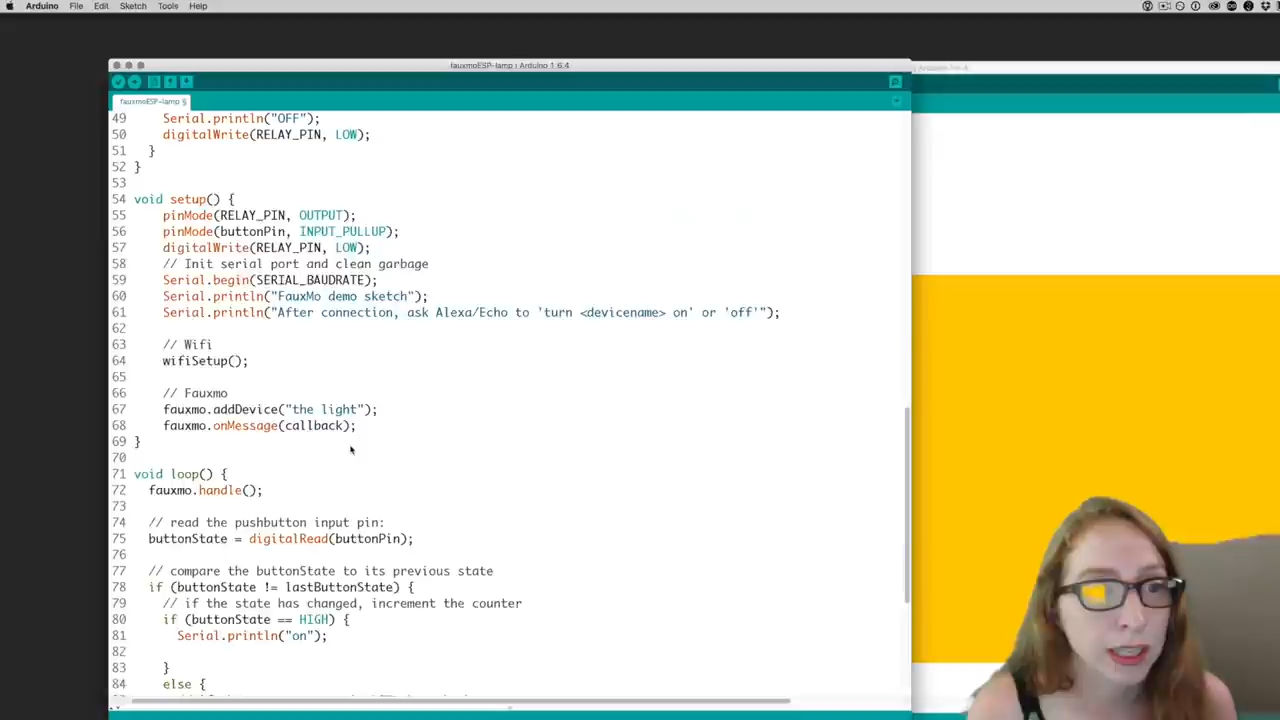 Arduino File Edit Sketch Tools Help
fauxmoESP-lamp | Arduino 1.6.4
fauxmoESP-lamp §
49 Serial.println("OFF");
50 digitalWrite(RELAY_PIN, LOW);
51 }
52 }
53
54 void setup() {
55 pinMode(RELAY_PIN, OUTPUT);
56 pinMode(buttonPin, INPUT_PULLUP);
57 digitalWrite(RELAY_PIN, LOW);
58 // Init serial port and clean garbage
59 Serial.begin(SERIAL_BAUDRATE);
60 Serial.println("FauxMo demo sketch");
61 Serial.println("After connection, ask Alexa/Echo to 'turn <devicename> on' or 'off'");
62
63 // Wifi
64 wifiSetup();
65
66 // Fauxmo
67 fauxmo.addDevice("the light");
68 fauxmo.onMessage(callback);
69 }
70
71 void loop() {
72 fauxmo.handle();
73
74 // read the pushbutton input pin:
75 buttonState = digitalRead(buttonPin);
76
77 // compare the buttonState to its previous state
78 if (buttonState != lastButtonState) {
79 // if the state has changed, increment the counter
80 if (buttonState == HIGH) {
81 Serial.println("on");
82
83 }
84 else {